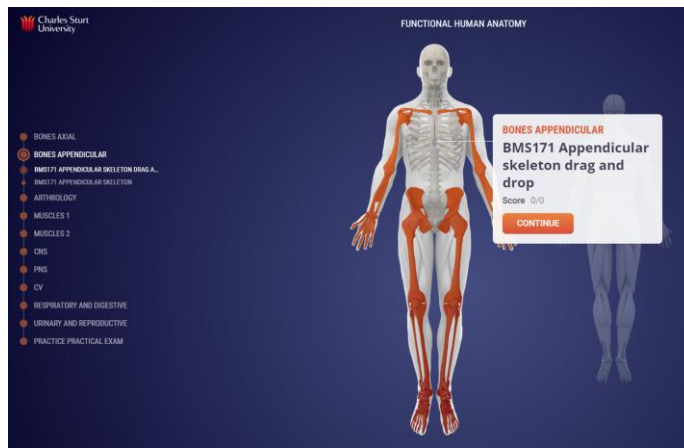 Charles Sturt
University
FUNCTIONAL HUMAN ANATOMY
BONES AXIAL
BONES APPENDICULAR
BMS171 APPENDICULAR SKELETON DRAG A...
BMS171 APPENDICULAR SKELETON
ARTHROLOGY
MUSCLES 1
MUSCLES 2
CNS
PNS
CV
RESPIRATORY AND DIGESTIVE
URINARY AND REPRODUCTIVE
PRACTICE PRACTICAL EXAM
BONES APPENDICULAR
BMS171 Appendicular
skeleton drag and
drop
Score 0/0
CONTINUE